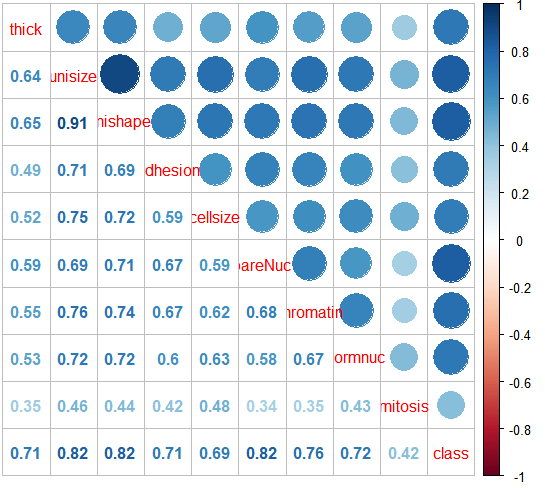 thick
0.64 unisize
0.65 0.91 nishape
0.49 0.71 0.69 dhesion
0.52 0.75 0.72 0.59 cellsize
0.59 0.69 0.71 0.67 0.59 areNuc
0.55 0.76 0.74 0.67 0.62 0.68 hromatin
0.53 0.72 0.72 0.6 0.63 0.58 0.67 ormnuc
0.35 0.46 0.44 0.42 0.48 0.34 0.35 0.43 mitosis
0.71 0.82 0.82 0.71 0.69 0.82 0.76 0.72 0.42 class
1
0.8
0.6
0.4
0.2
0
-0.2
-0.4
-0.6
-0.8
-1